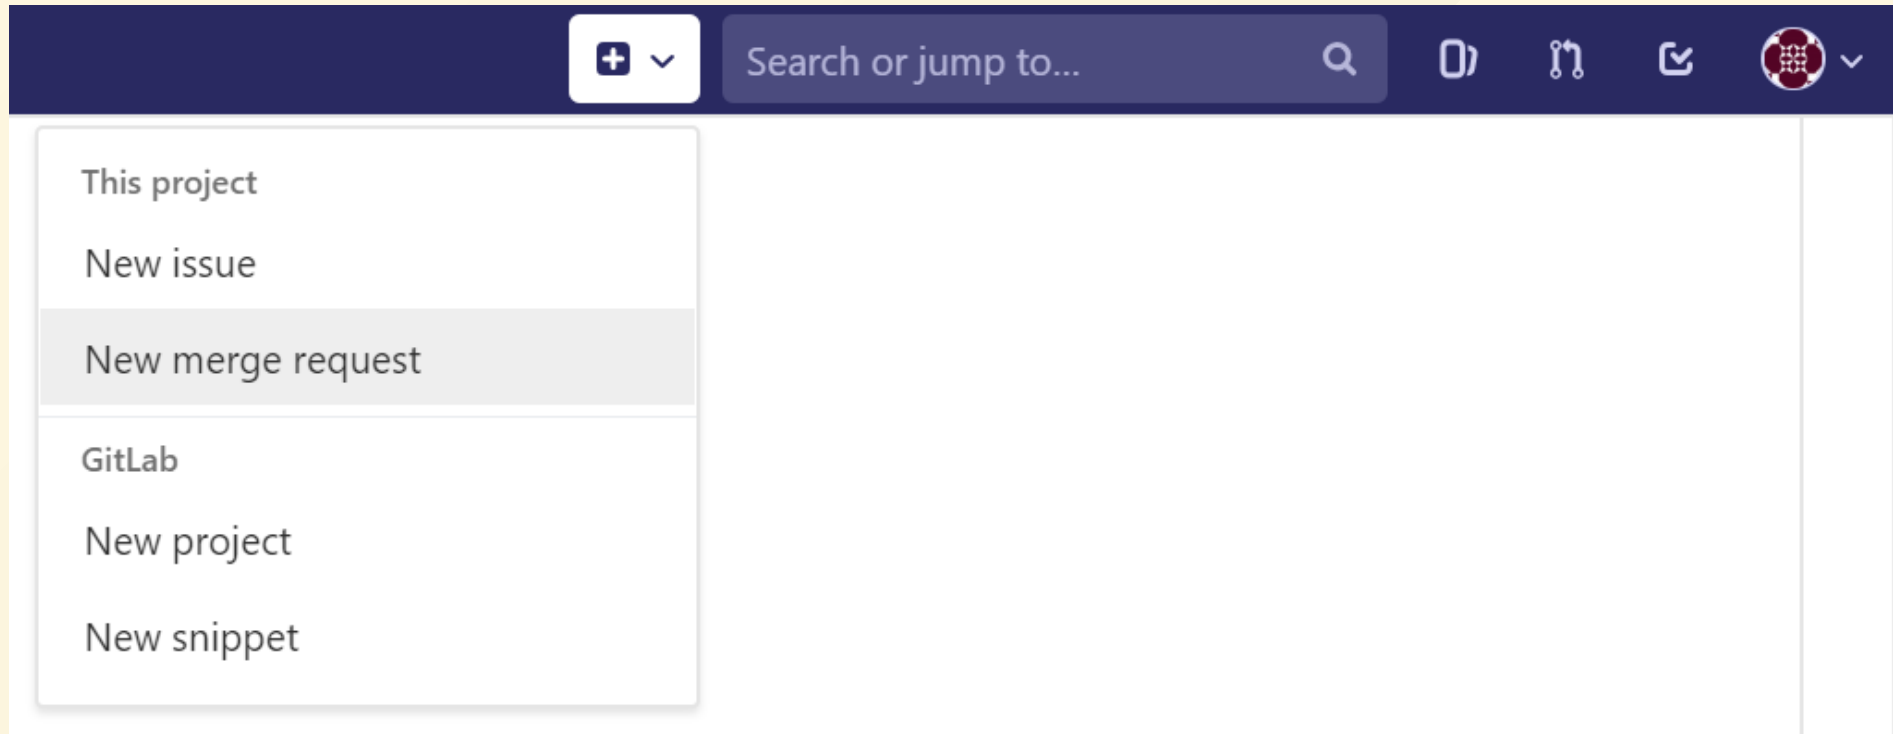 Search or jump to...
This project
New issue
New merge request
GitLab
New project
New snippet